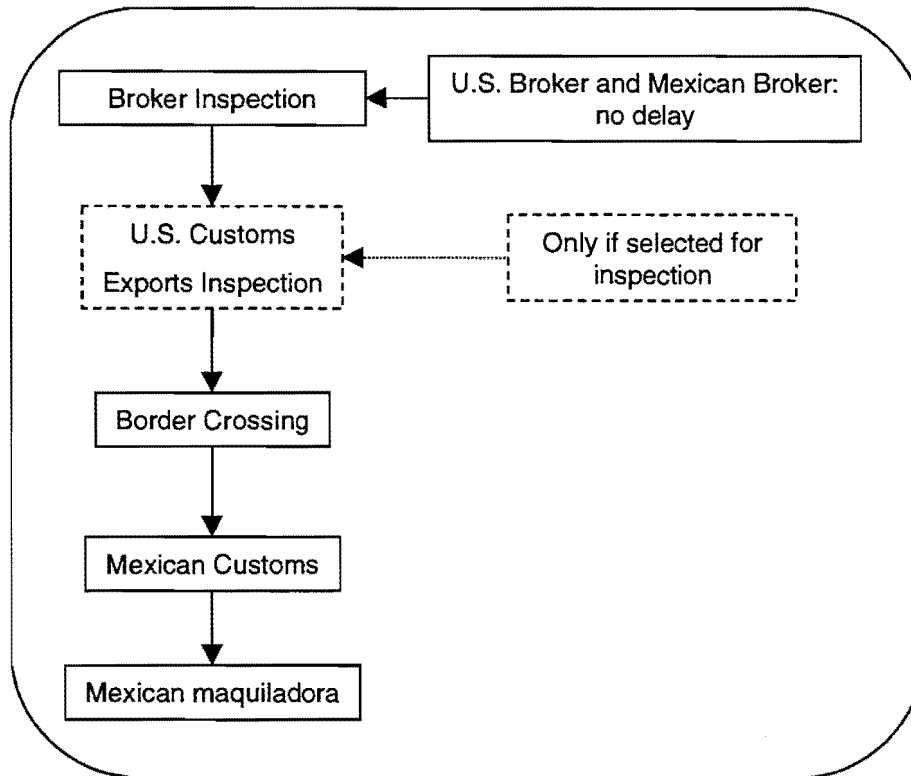 Broker Inspection
U.S. Broker and Mexican Broker:
no delay
U.S. Customs
Exports Inspection
Only if selected for
inspection
Border Crossing
Mexican Customs
Mexican maquiladora